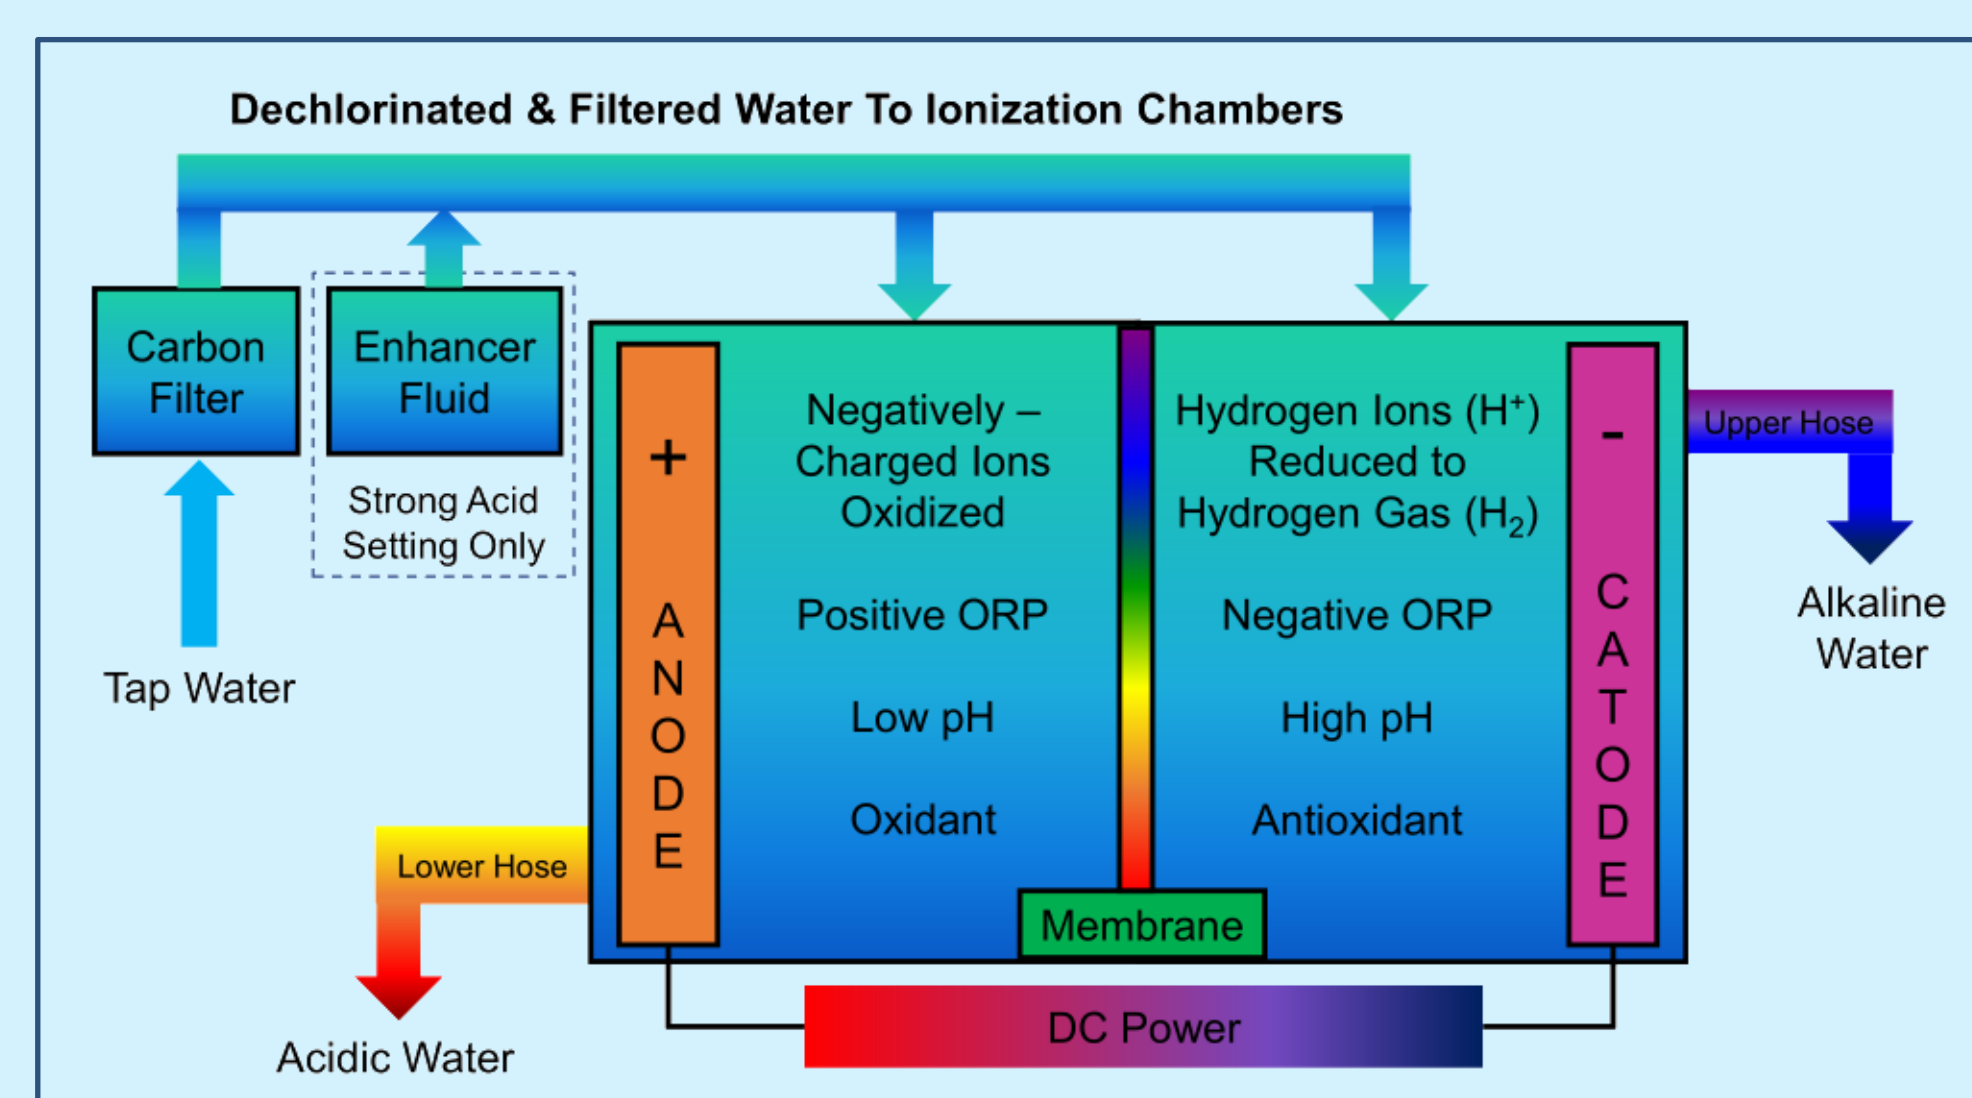 Dechlorinated & Filtered Water To Ionization Chambers
Carbon
Filter
Enhancer
Fluid
Strong Acid
Setting Only
Tap Water
+
ANODE
Negatively –
Charged Ions
Oxidized
Positive ORP
Low pH
Oxidant
Hydrogen Ions (H⁺)
Reduced to
Hydrogen Gas (H₂)
Negative ORP
High pH
Antioxidant
-
CATODE
Membrane
Upper Hose
Alkaline
Water
Lower Hose
Acidic Water
DC Power